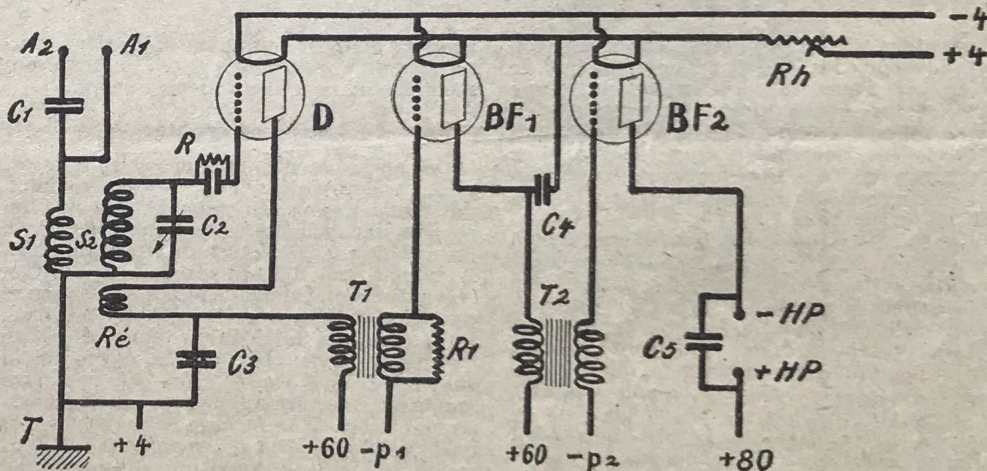 -4
A2 A1
+4
Rh
C1
D
BF1
BF2
R
C2
C4
S1
S2
T1
T2
-HP
Ré
C3
R1
C5
+HP
T
+4
+60
-p1
+60
-p2
+80